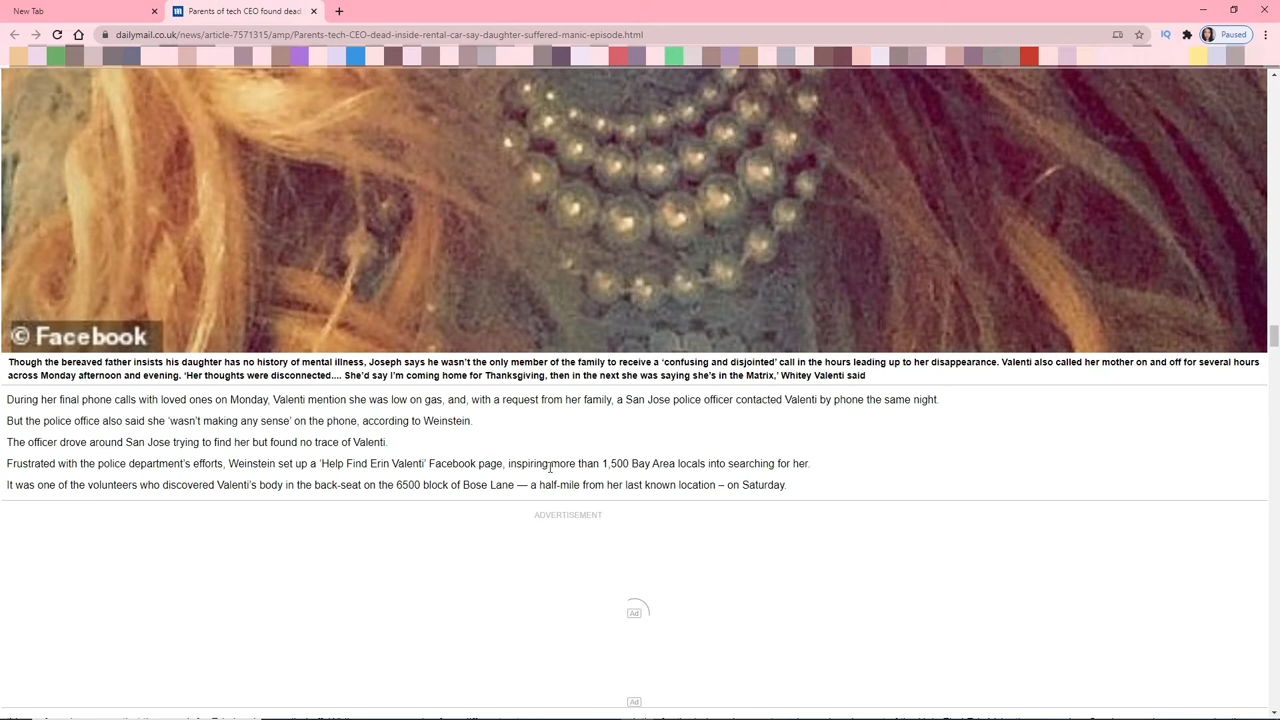 New Tab
Parents of tech CEO found dead
dailymail.co.uk/news/article-7571315/amp/Parents-tech-CEO-dead-inside-rental-car-say-daughter-suffered-manic-episode.html
IQ
Paused
© Facebook
Though the bereaved father insists his daughter has no history of mental illness, Joseph says he wasn’t the only member of the family to receive a ‘confusing and disjointed’ call in the hours leading up to her disappearance. Valenti also called her mother on and off for several hours
across Monday afternoon and evening. ‘Her thoughts were disconnected.... She’d say I’m coming home for Thanksgiving, then in the next she was saying she’s in the Matrix,’ Whitey Valenti said
During her final phone calls with loved ones on Monday, Valenti mention she was low on gas, and, with a request from her family, a San Jose police officer contacted Valenti by phone the same night.
But the police office also said she ‘wasn’t making any sense’ on the phone, according to Weinstein.
The officer drove around San Jose trying to find her but found no trace of Valenti.
Frustrated with the police department’s efforts, Weinstein set up a ‘Help Find Erin Valenti’ Facebook page, inspiring more than 1,500 Bay Area locals into searching for her.
It was one of the volunteers who discovered Valenti’s body in the back-seat on the 6500 block of Bose Lane — a half-mile from her last known location – on Saturday.
ADVERTISEMENT
Ad
Ad